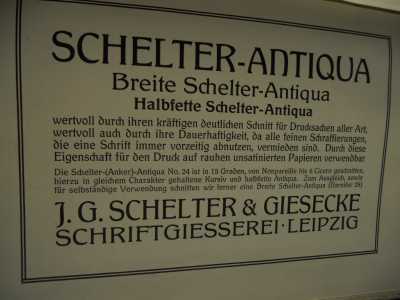 SCHELTER-ANTIQUA
Breite Schelter-Antiqua
Halbfette Schelter-Antiqua
wertvoll durch ihren kräftigen deutlichen Schnitt für Drucksachen aller Art,
wertvoll auch durch ihre Dauerhaftigkeit, da alle feinen Schraffierungen,
die eine Schrift immer vorzeitig abnutzen, vermieden sind. Durch diese
Eigenschaft für den Druck auf rauhen unsatinierten Papieren verwendbar
Die Schelter-(Anker)-Antiqua No. 24 ist in 19 Graden, von Nonpareille bis 8 Cicero geschnitten,
hierzu in gleichem Charakter gehaltene Kursiv und halbfette Antiqua. Zum Ausgleich, sowie
für selbständige Verwendung schnitten wir ferner eine Breite Schelter-Antiqua (Garnitur 26)
J. G. SCHELTER & GIESECKE
SCHRIFTGIESSEREI · LEIPZIG